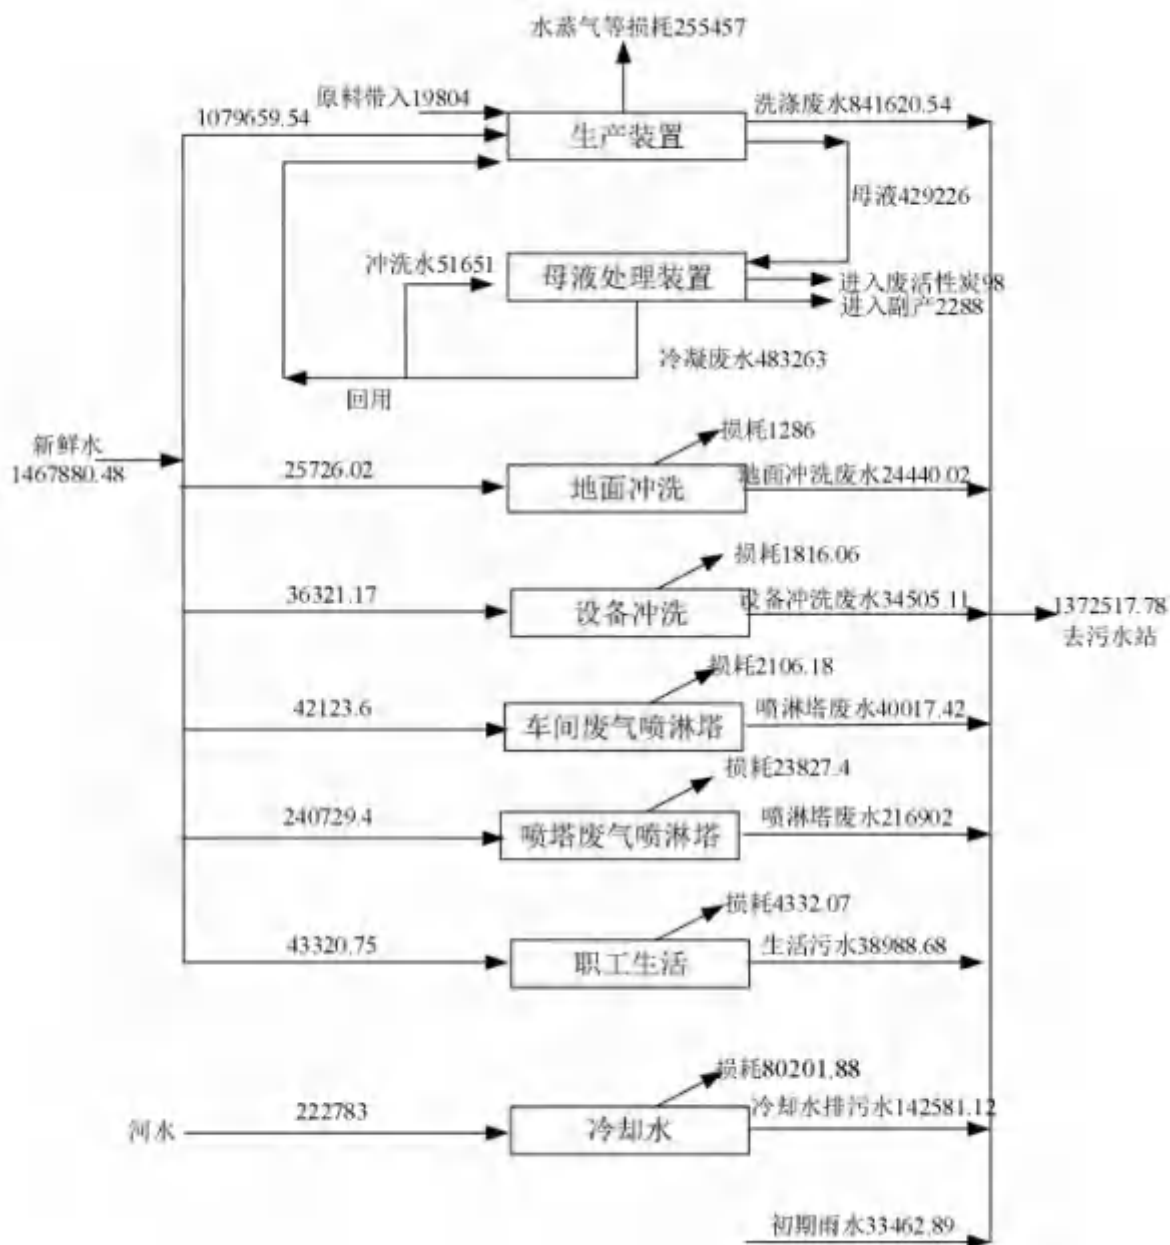 水蒸气等损耗255457
原料带入19804
洗涤废水841620.54
1079659.54
生产装置
母液429226
冲洗水51651
母液处理装置
进入废活性炭98
进入副产2288
冷凝废水483263
回用
新鲜水
1467880.48
损耗1286
25726.02
地面冲洗
地面冲洗废水24440.02
损耗1816.06
36321.17
设备冲洗
设备冲洗废水34505.11
1372517.78
去污水站
损耗2106.18
42123.6
车间废气喷淋塔
喷淋塔废水40017.42
损耗23827.4
240729.4
喷塔废气喷淋塔
喷淋塔废水216902
损耗4332.07
43320.75
职工生活
生活污水38988.68
损耗80201.88
222783
河水
冷却水
冷却水排污水142581.12
初期雨水33462.89